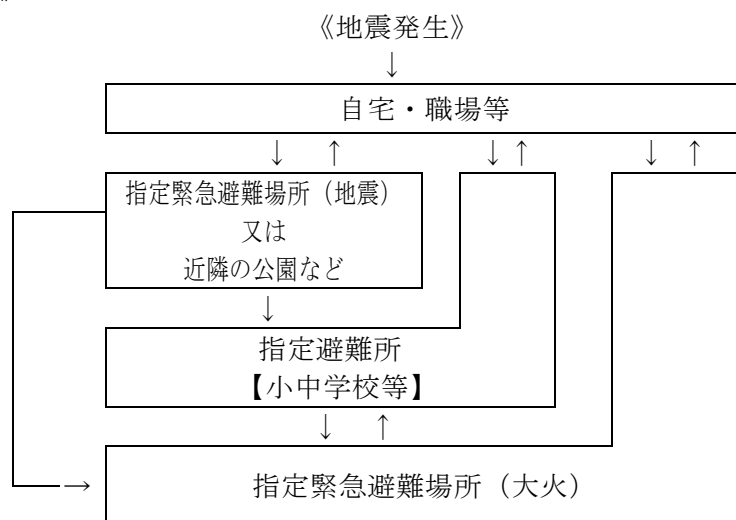 《地震発生》
↓
自宅・職場等
↓ ↑ ↓ ↑ ↓ ↑
指定緊急避難場所（地震）
又は
近隣の公園など
↓
指定避難所
【小中学校等】
↓ ↑
→ 指定緊急避難場所（大火）